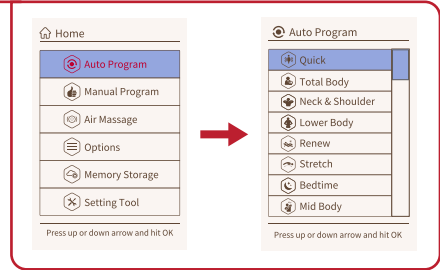 Home
Auto Program
Manual Program
Air Massage
Options
Memory Storage
Setting Tool
Press up or down arrow and hit OK
Auto Program
Quick
Total Body
Neck & Shoulder
Lower Body
Renew
Stretch
Bedtime
Mid Body
Press up or down arrow and hit OK